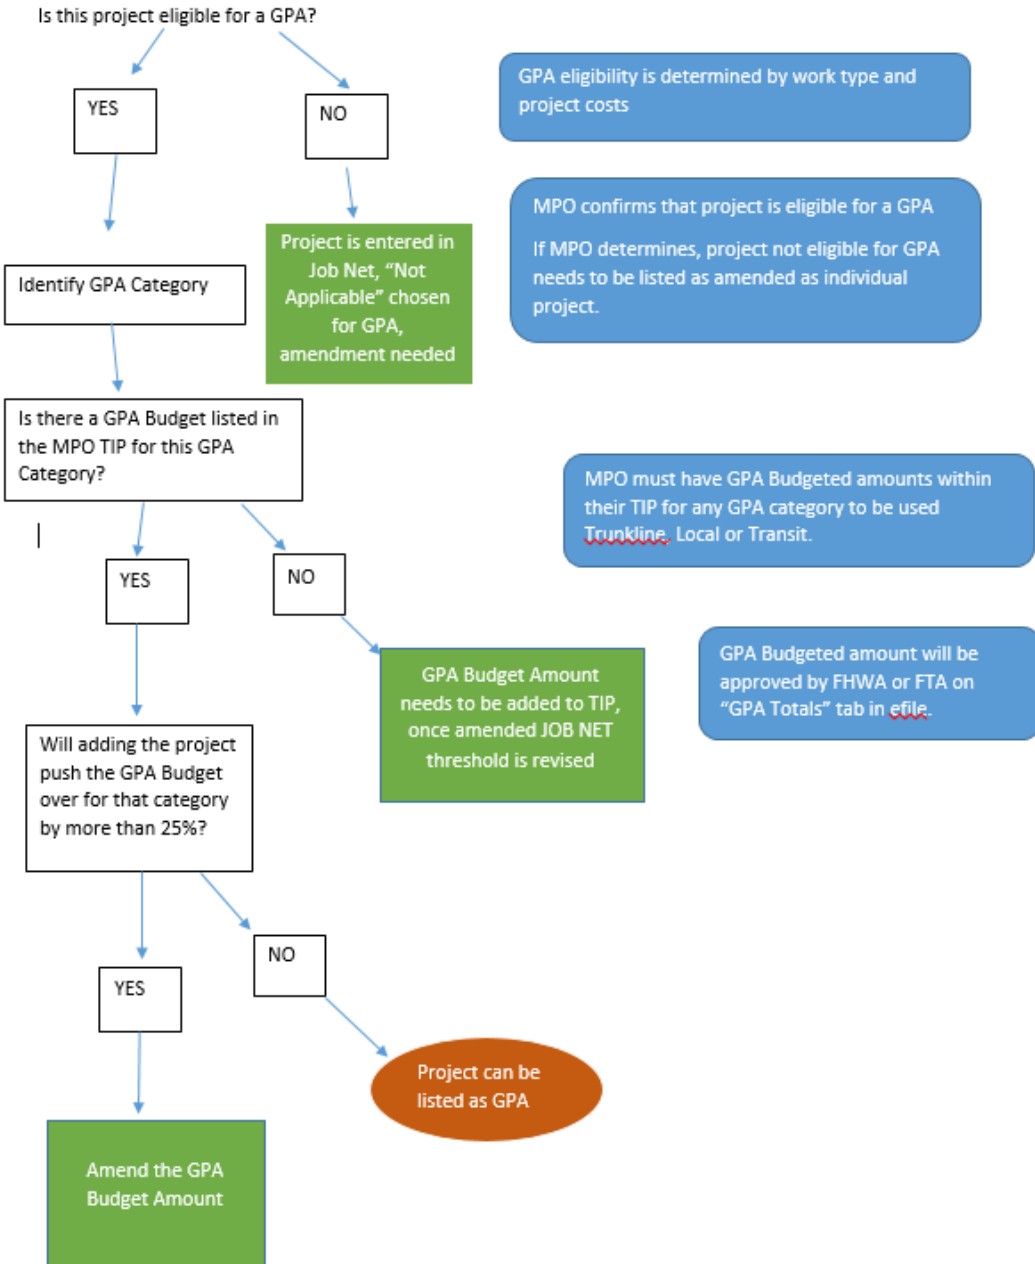 Is this project eligible for a GPA?
YES
NO
GPA eligibility is determined by work type and
project costs
MPO confirms that project is eligible for a GPA
If MPO determines, project not eligible for GPA
needs to be listed as amended as individual
project.
Identify GPA Category
Project is entered in
Job Net, “Not
Applicable” chosen
for GPA,
amendment needed
Is there a GPA Budget listed in
the MPO TIP for this GPA
Category?
MPO must have GPA Budgeted amounts within
their TIP for any GPA category to be used
Trunkline, Local or Transit.
YES
NO
GPA Budget Amount
needs to be added to TIP,
once amended JOB NET
threshold is revised
GPA Budgeted amount will be
approved by FHWA or FTA on
“GPA Totals” tab in efile.
Will adding the project
push the GPA Budget
over for that category
by more than 25%?
YES
NO
Project can be
listed as GPA
Amend the GPA
Budget Amount